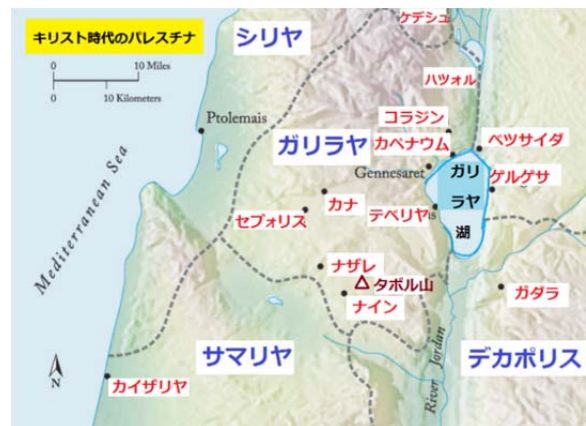 キリスト時代のパレスチナ
0 10 Miles
0 10 Kilometers
N
Mediterranean Sea
シリヤ
ケデシュ
ハツォル
Ptolemais
コラジン
ガリラヤ
カペナウム
ベツサイダ
Gennesaret
ガリ
ラヤ
湖
ゲルゲサ
カナ
セフォリス
テベリヤ
ナザレ
タボル山
ナイン
ガダラ
サマリヤ
River Jordan
デカポリス
カイザリヤ